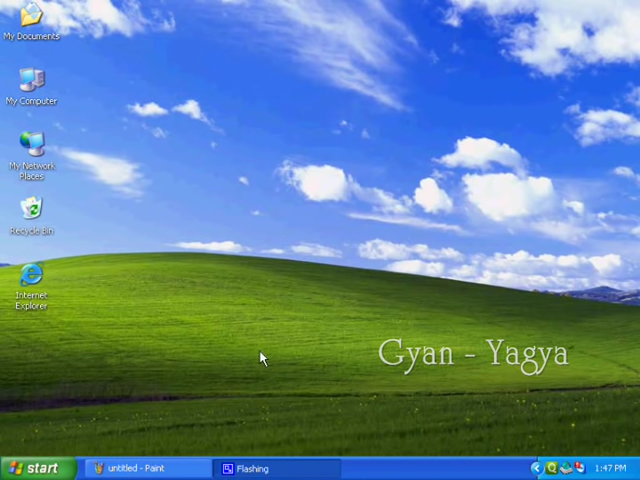 My Documents
My Computer
My Network
Places
Recycle Bin
Internet
Explorer
Gyan - Yagya
start
untitled - Paint
Flashing
1:47 PM